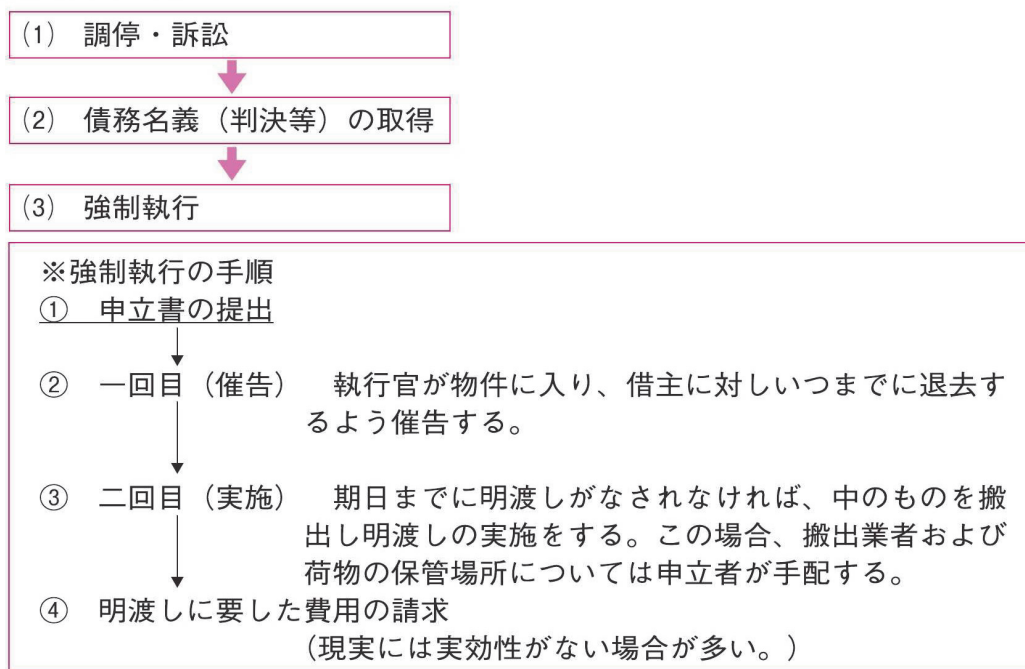 (1) 調停・訴訟
(2) 債務名義（判決等）の取得
(3) 強制執行
※強制執行の手順
① 申立書の提出
② 一回目（催告） 執行官が物件に入り、借主に対しいつまでに退去す
るよう催告する。
③ 二回目（実施） 期日までに明渡しがなされなければ、中のものを搬
出し明渡しの実施をする。この場合、搬出業者および
荷物の保管場所については申立者が手配する。
④ 明渡しに要した費用の請求
（現実には実効性がない場合が多い。）